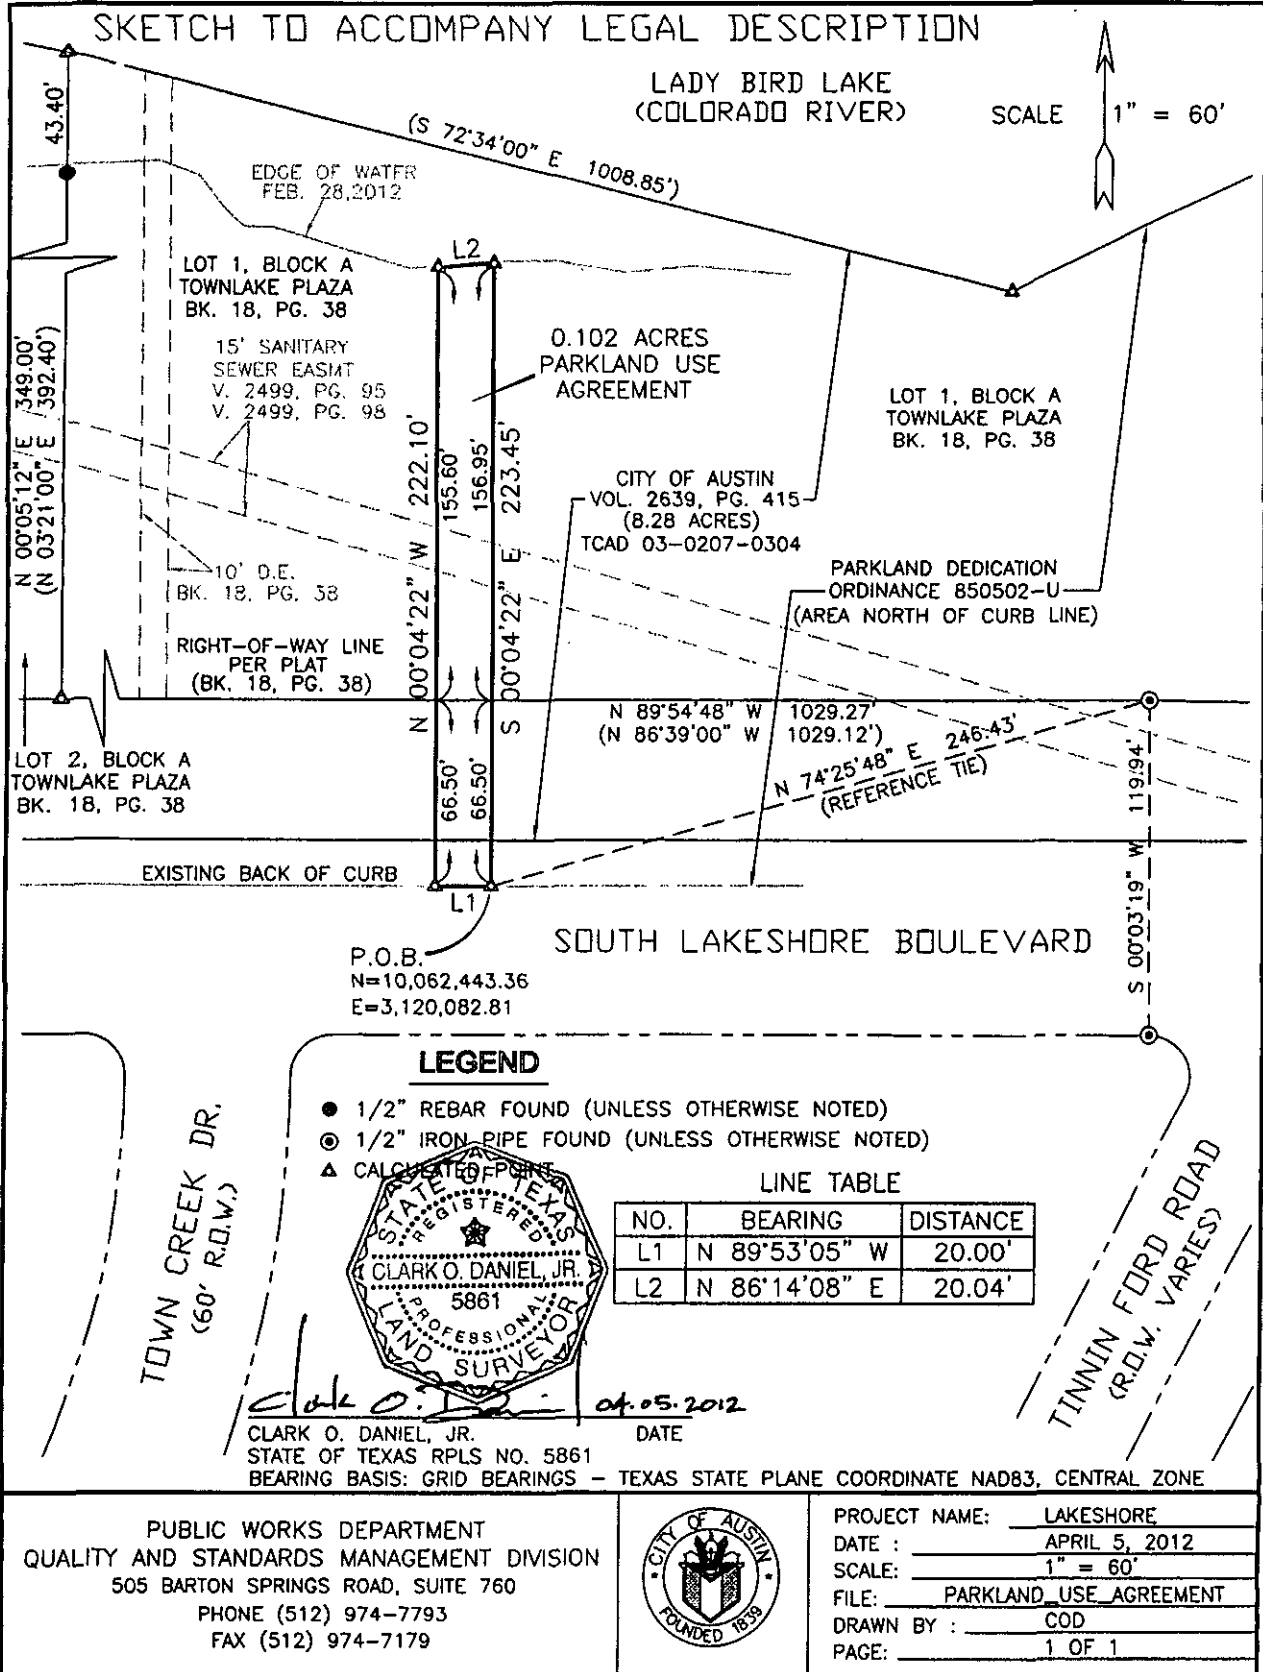 SKETCH TO ACCOMPANY LEGAL DESCRIPTION
LADY BIRD LAKE
(COLORADO RIVER)
SCALE 1" = 60'
43.40'
(S 72°34'00" E 1008.85')
EDGE OF WATER
FEB. 28,2012
L2
LOT 1, BLOCK A
TOWNLAKE PLAZA
BK. 18, PG. 38
15' SANITARY
SEWER EASMT
V. 2499, PG. 95
V. 2499, PG. 98
0.102 ACRES
PARKLAND USE
AGREEMENT
LOT 1, BLOCK A
TOWNLAKE PLAZA
BK. 18, PG. 38
N 00°05'12" E 349.00'
(N 03°21'00" E 392.40')
N 00°04'22" W 222.10'
155.60'
156.95'
S 00°04'22" E 223.45'
CITY OF AUSTIN
VOL. 2639, PG. 415
(8.28 ACRES)
TCAD 03-0207-0304
10' D.E.
BK. 18, PG. 38
PARKLAND DEDICATION
ORDINANCE 850502-U
(AREA NORTH OF CURB LINE)
RIGHT-OF-WAY LINE
PER PLAT
(BK. 18, PG. 38)
N 89°54'48" W 1029.27'
(N 86°39'00" W 1029.12')
LOT 2, BLOCK A
TOWNLAKE PLAZA
BK. 18, PG. 38
66.50'
66.50'
N 74°25'48" E 246.43'
(REFERENCE TIE)
S 00°03'19" W 119.94'
EXISTING BACK OF CURB
L1
P.O.B.
N=10,062,443.36
E=3,120,082.81
SOUTH LAKESHORE BOULEVARD
LEGEND
1/2" REBAR FOUND (UNLESS OTHERWISE NOTED)
1/2" IRON PIPE FOUND (UNLESS OTHERWISE NOTED)
CALCULATED POINT
TOWN CREEK DR.
(60' R.O.W.)
TINNIN FORD ROAD
(R.O.W. VARIES)
LINE TABLE
NO. BEARING DISTANCE
L1 N 89°53'05" W 20.00'
L2 N 86°14'08" E 20.04'
STATE OF TEXAS
REGISTERED
CLARK O. DANIEL, JR.
5861
PROFESSIONAL
LAND SURVEYOR
Clark O. Daniel 04.05.2012
CLARK O. DANIEL, JR. DATE
STATE OF TEXAS RPLS NO. 5861
BEARING BASIS: GRID BEARINGS - TEXAS STATE PLANE COORDINATE NAD83, CENTRAL ZONE
PUBLIC WORKS DEPARTMENT
QUALITY AND STANDARDS MANAGEMENT DIVISION
505 BARTON SPRINGS ROAD, SUITE 760
PHONE (512) 974-7793
FAX (512) 974-7179
CITY OF AUSTIN
FOUNDED 1839
PROJECT NAME: LAKESHORE
DATE : APRIL 5, 2012
SCALE: 1" = 60'
FILE: PARKLAND_USE_AGREEMENT
DRAWN BY : COD
PAGE: 1 OF 1